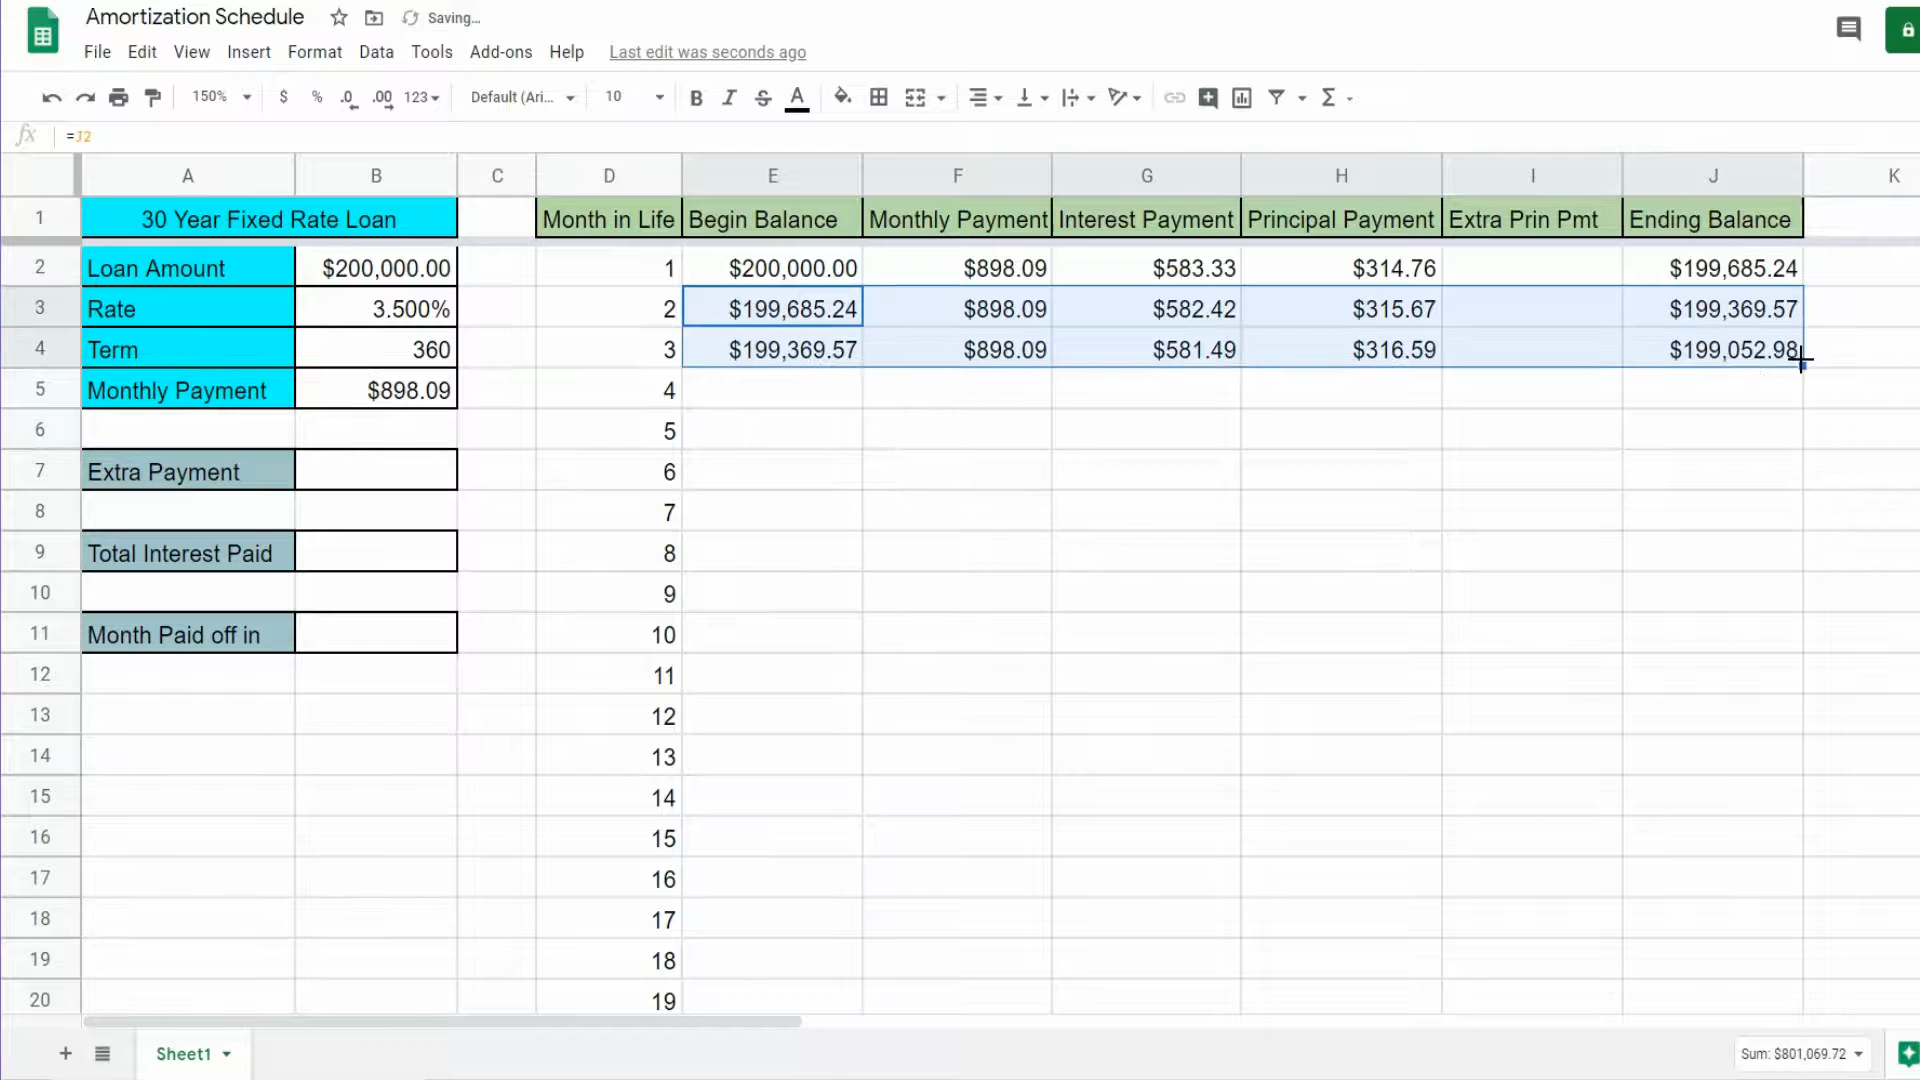 Amortization Schedule Saving...
File Edit View Insert Format Data Tools Add-ons Help Last edit was seconds ago
150% $ % .0 .00 123 Default (Ari... 10 B I S A Σ
fx =J2
A B C D E F G H I J K
1 30 Year Fixed Rate Loan Month in Life Begin Balance Monthly Payment Interest Payment Principal Payment Extra Prin Pmt Ending Balance
2 Loan Amount $200,000.00 1 $200,000.00 $898.09 $583.33 $314.76 $199,685.24
3 Rate 3.500% 2 $199,685.24 $898.09 $582.42 $315.67 $199,369.57
4 Term 360 3 $199,369.57 $898.09 $581.49 $316.59 $199,052.98
5 Monthly Payment $898.09 4
6 5
7 Extra Payment 6
8 7
9 Total Interest Paid 8
10 9
11 Month Paid off in 10
12 11
13 12
14 13
15 14
16 15
17 16
18 17
19 18
20 19
+ Sheet1 Sum: $801,069.72